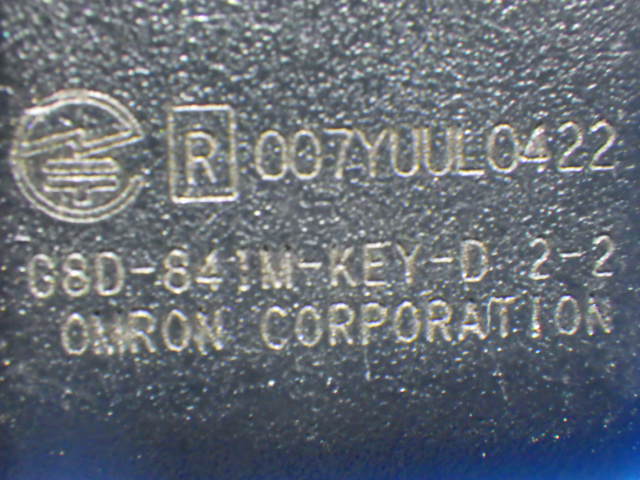 R 007YUUL0422
G8D-841M-KEY-D 2-2
OMRON CORPORATION